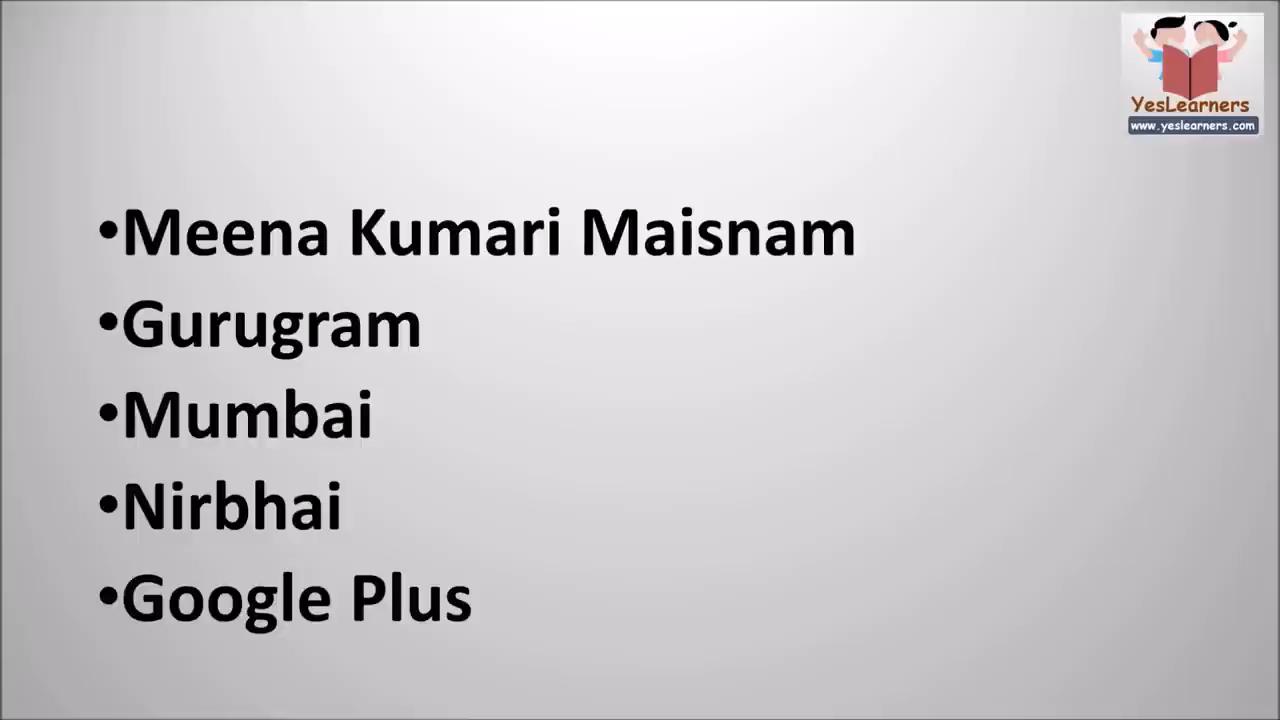 YesLearners
www.yeslearners.com
•Meena Kumari Maisnam
•Gurugram
•Mumbai
•Nirbhai
•Google Plus